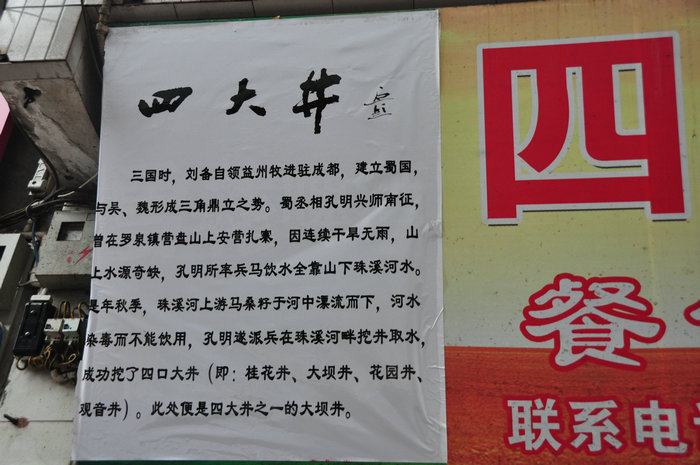 四大井
三国时，刘备自领益州牧进驻成都，建立蜀国，
与吴、魏形成三角鼎立之势。蜀丞相孔明兴师南征，
曾在罗泉镇营盘山上安营扎寨，因连续干旱无雨，山
上水源奇缺，孔明所率兵马饮水全靠山下珠溪河水。
是年秋季，珠溪河上游马桑籽于河中瀑流而下，河水
染毒而不能饮用，孔明遂派兵在珠溪河畔挖井取水，
成功挖了四口大井（即：桂花井、大坝井、花园井、
观音井）。此处便是四大井之一的大坝井。
四
餐
联系电